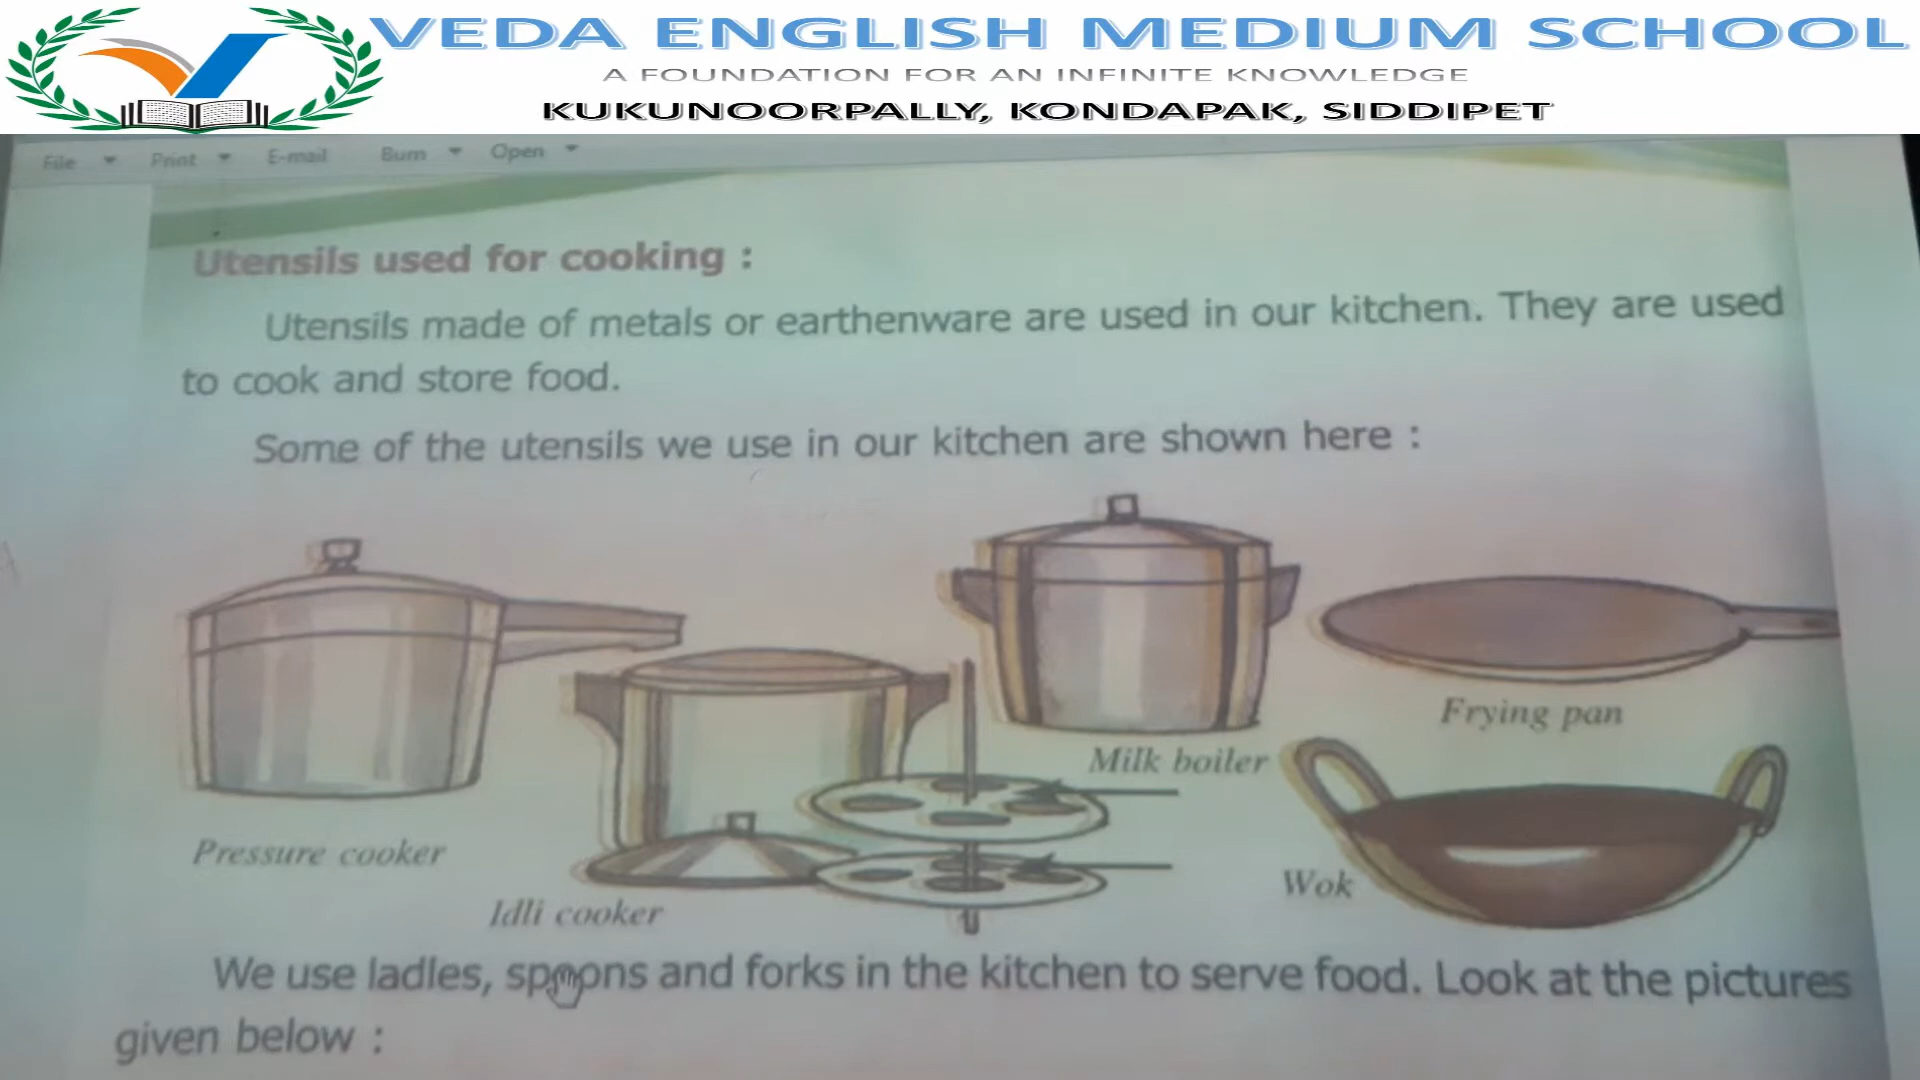 VEDA ENGLISH MEDIUM SCHOOL
A FOUNDATION FOR AN INFINITE KNOWLEDGE
KUKUNOORPALLY, KONDAPAK, SIDDIPET
File Print E-mail Burn Open
Utensils used for cooking :
Utensils made of metals or earthenware are used in our kitchen. They are used
to cook and store food.
Some of the utensils we use in our kitchen are shown here :
Frying pan
Milk boiler
Pressure cooker
Wok
Idli cooker
We use ladles, spoons and forks in the kitchen to serve food. Look at the pictures
given below :